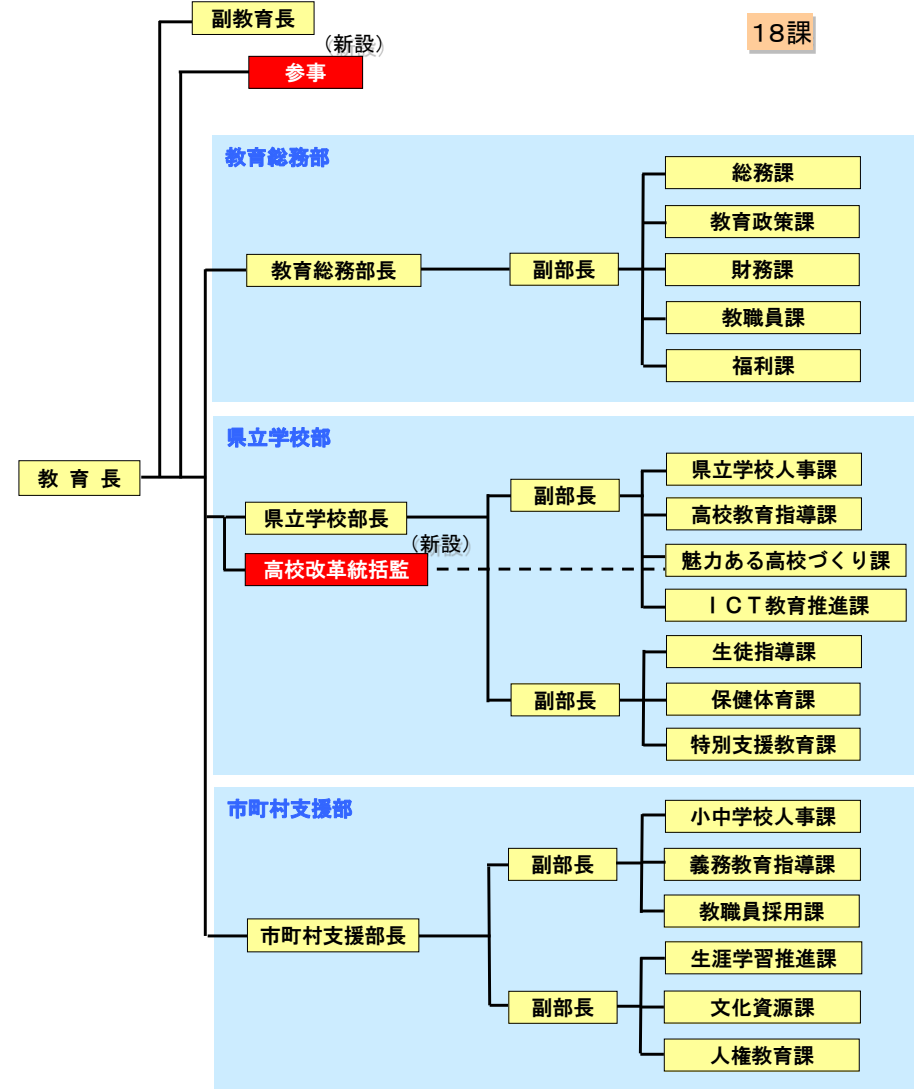 副教育長
18課
(新設)
参事
教育総務部
総務課
教育政策課
教育総務部長
副部長
財務課
教職員課
福利課
県立学校部
教育長
県立学校人事課
副部長
県立学校部長
高校教育指導課
(新設)
高校改革統括監
魅力ある高校づくり課
ICT教育推進課
生徒指導課
副部長
保健体育課
特別支援教育課
市町村支援部
小中学校人事課
副部長
義務教育指導課
教職員採用課
市町村支援部長
生涯学習推進課
副部長
文化資源課
人権教育課